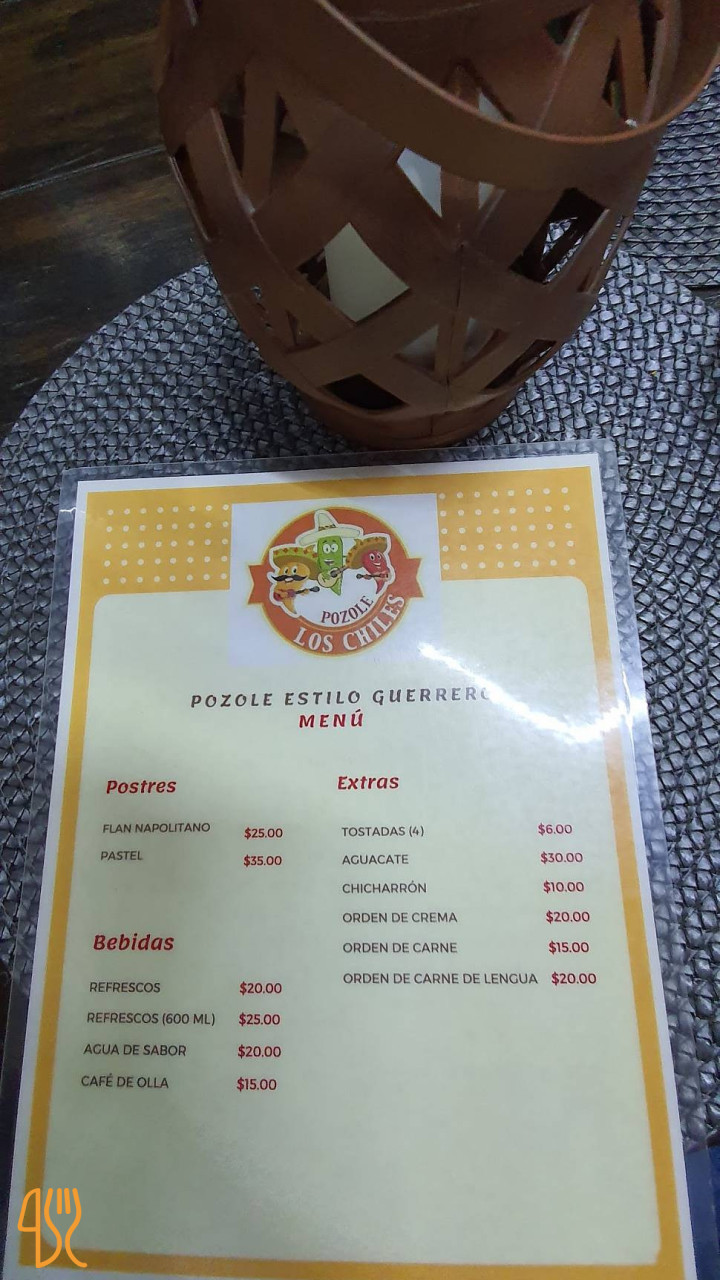 POZOLE
LOS CHILES
POZOLE ESTILO GUERRERO
MENÚ
Postres
FLAN NAPOLITANO $25.00
PASTEL $35.00
Bebidas
REFRESCOS $20.00
REFRESCOS (600 ML) $25.00
AGUA DE SABOR $20.00
CAFÉ DE OLLA $15.00
Extras
TOSTADAS (4) $6.00
AGUACATE $30.00
CHICHARRÓN $10.00
ORDEN DE CREMA $20.00
ORDEN DE CARNE $15.00
ORDEN DE CARNE DE LENGUA $20.00